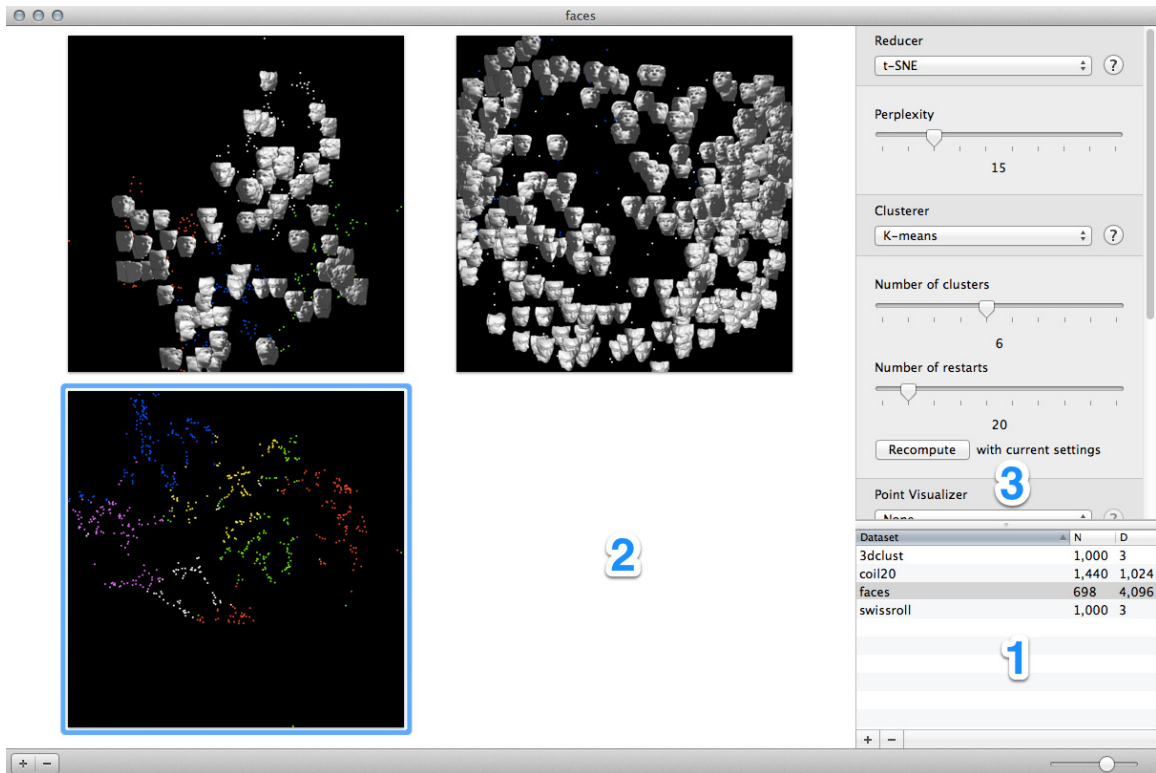 faces
Reducer
t-SNE
?
Perplexity
15
Clusterer
K-means
?
Number of clusters
6
Number of restarts
20
Recompute with current settings
3
Point Visualizer
None
?
2
Dataset N D
3dclust 1,000 3
coil20 1,440 1,024
faces 698 4,096
swissroll 1,000 3
1
+ −
+ −